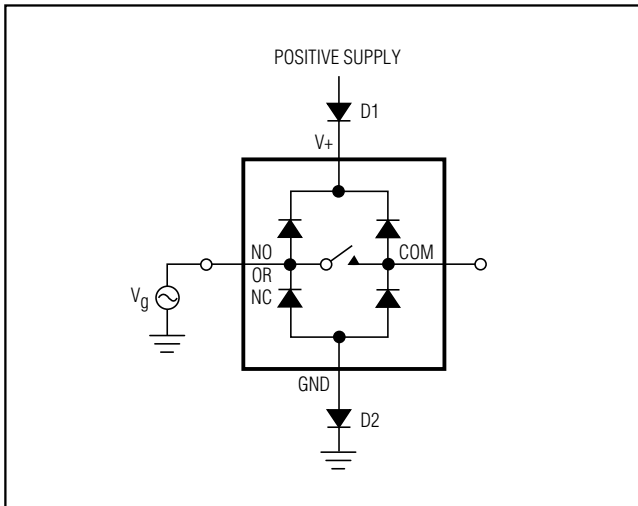 POSITIVE SUPPLY
D1
V+
NO
OR
NC
COM
Vg
GND
D2